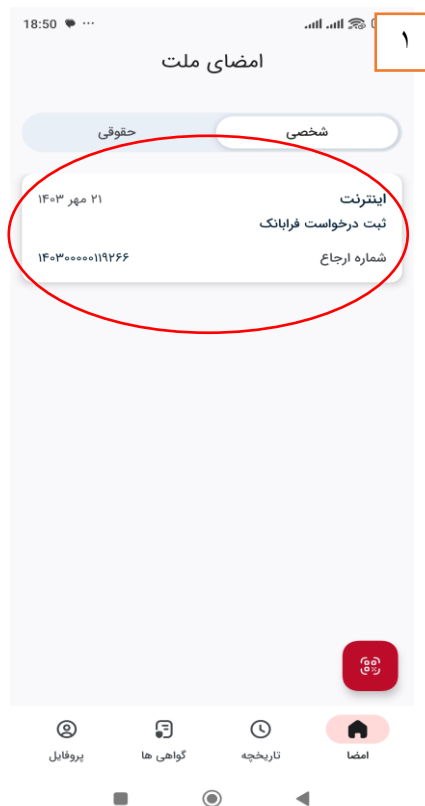 18:50
۱
امضای ملت
شخصی
حقوقی
اینترنت
۲۱ مهر ۱۴۰۳
ثبت درخواست فرابانک
شماره ارجاع
۱۴۰۳۰۰۰۰۰۱۱۹۲۶۶
امضا
تاریخچه
گواهی ها
پروفایل